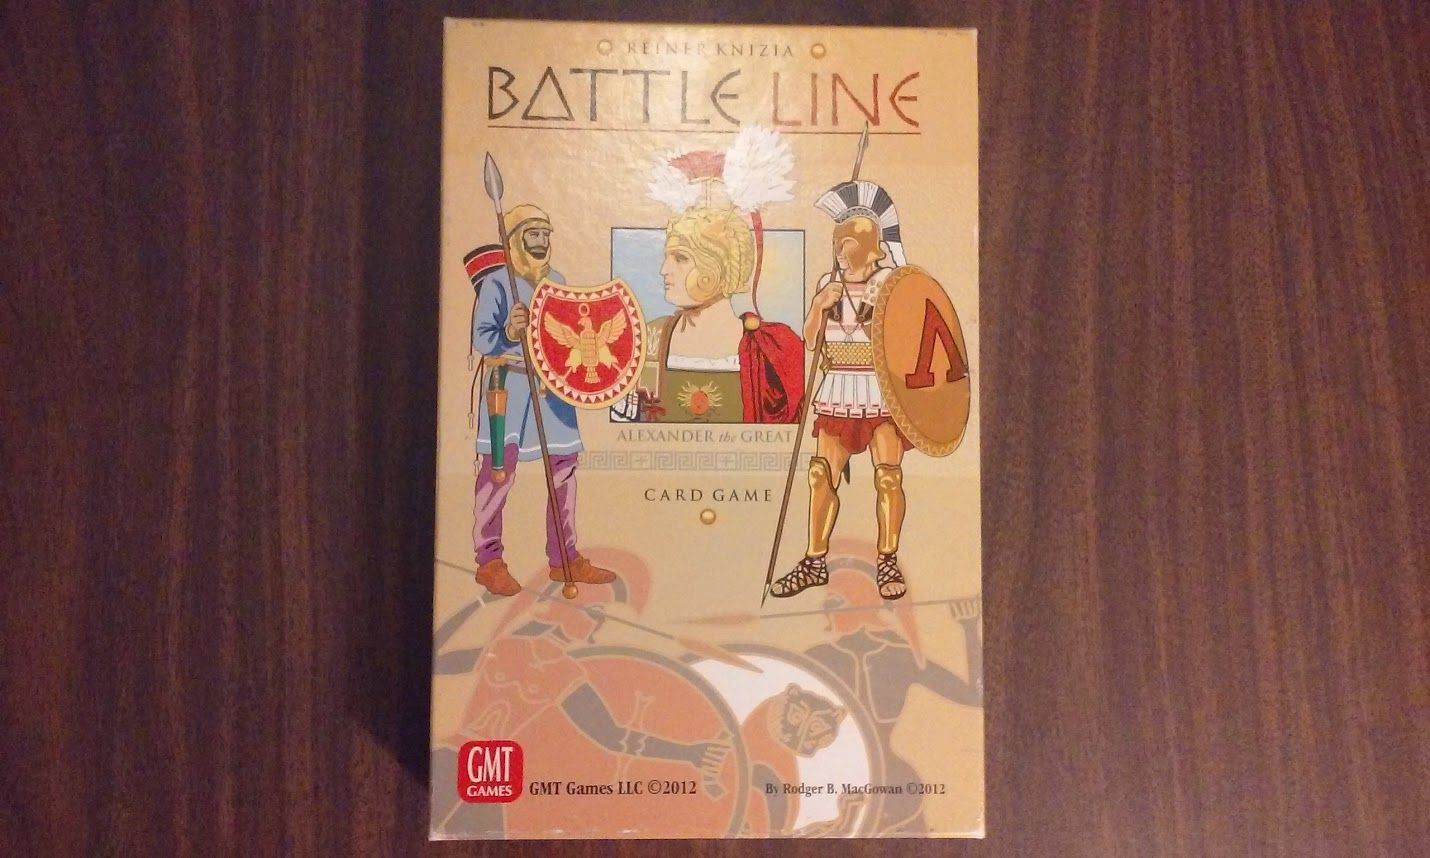 REINER KNIZIA
BATTLE LINE
Λ
ALEXANDER the GREAT
CARD GAME
GMT
GAMES
GMT Games LLC ©2012
By Rodger B. MacGowan ©2012